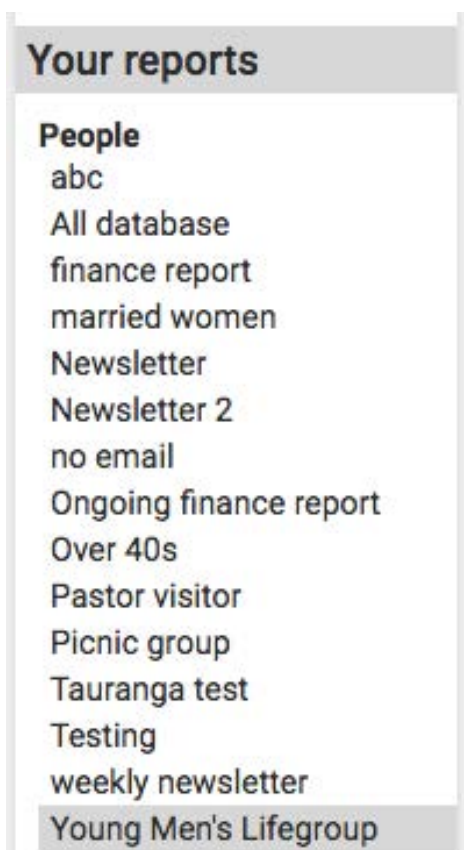 Your reports
People
abc
All database
finance report
married women
Newsletter
Newsletter 2
no email
Ongoing finance report
Over 40s
Pastor visitor
Picnic group
Tauranga test
Testing
weekly newsletter
Young Men's Lifegroup